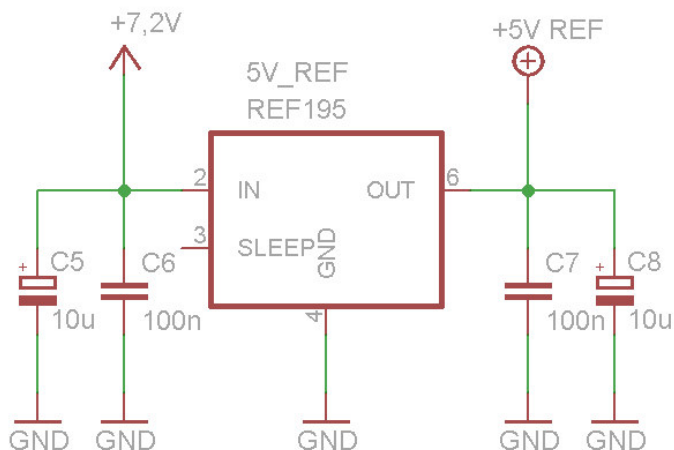 +7,2V
+5V REF
5V_REF
REF195
2
IN
OUT
6
3
SLEEP
GND
4
+
C5
10u
C6
100n
C7
100n
+
C8
10u
GND
GND
GND
GND
GND